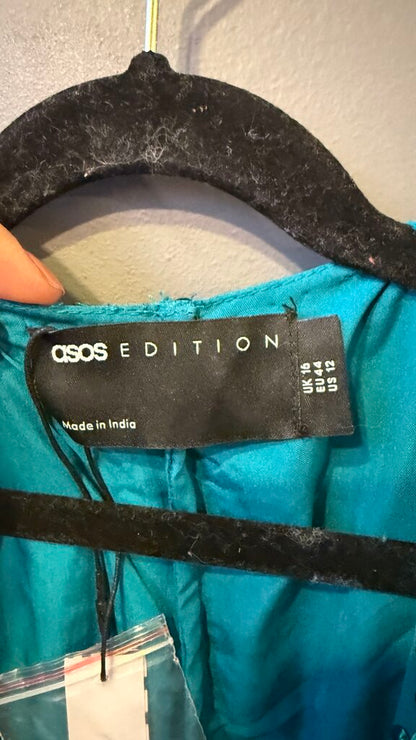 asos EDITION
Made in India
UK 16
EU 44
US 12